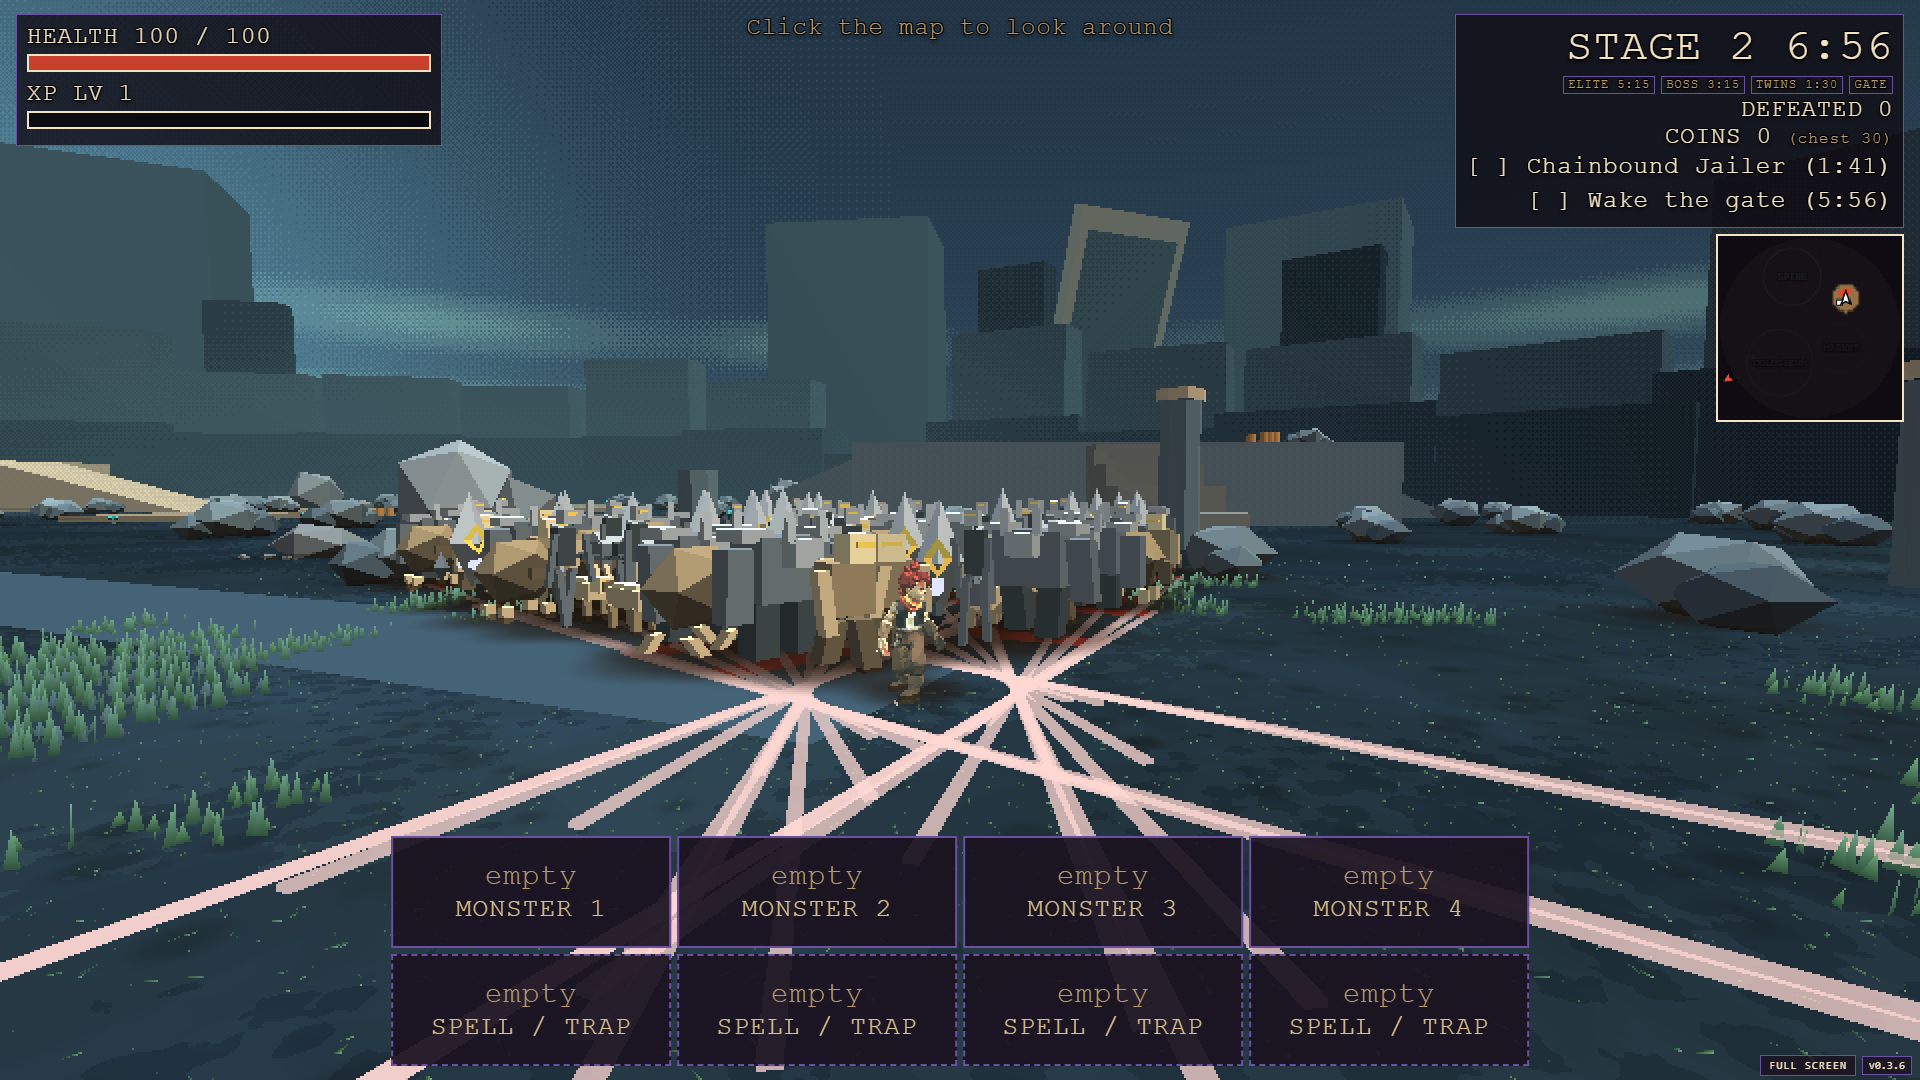 HEALTH 100 / 100
XP LV 1
Click the map to look around
STAGE 2 6:56
ELITE 5:15 BOSS 3:15 TWINS 1:30 GATE
DEFEATED 0
COINS 0 (chest 30)
[ ] Chainbound Jailer (1:41)
[ ] Wake the gate (5:56)
empty
MONSTER 1
empty
MONSTER 2
empty
MONSTER 3
empty
MONSTER 4
empty
SPELL / TRAP
empty
SPELL / TRAP
empty
SPELL / TRAP
empty
SPELL / TRAP
FULL SCREEN
v0.3.6